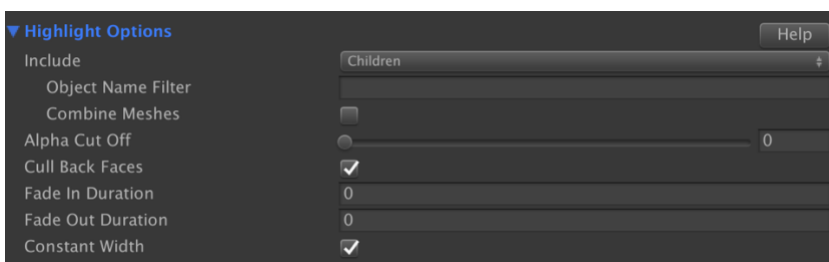 Highlight Options Help
Include Children
Object Name Filter
Combine Meshes
Alpha Cut Off 0
Cull Back Faces
Fade In Duration 0
Fade Out Duration 0
Constant Width